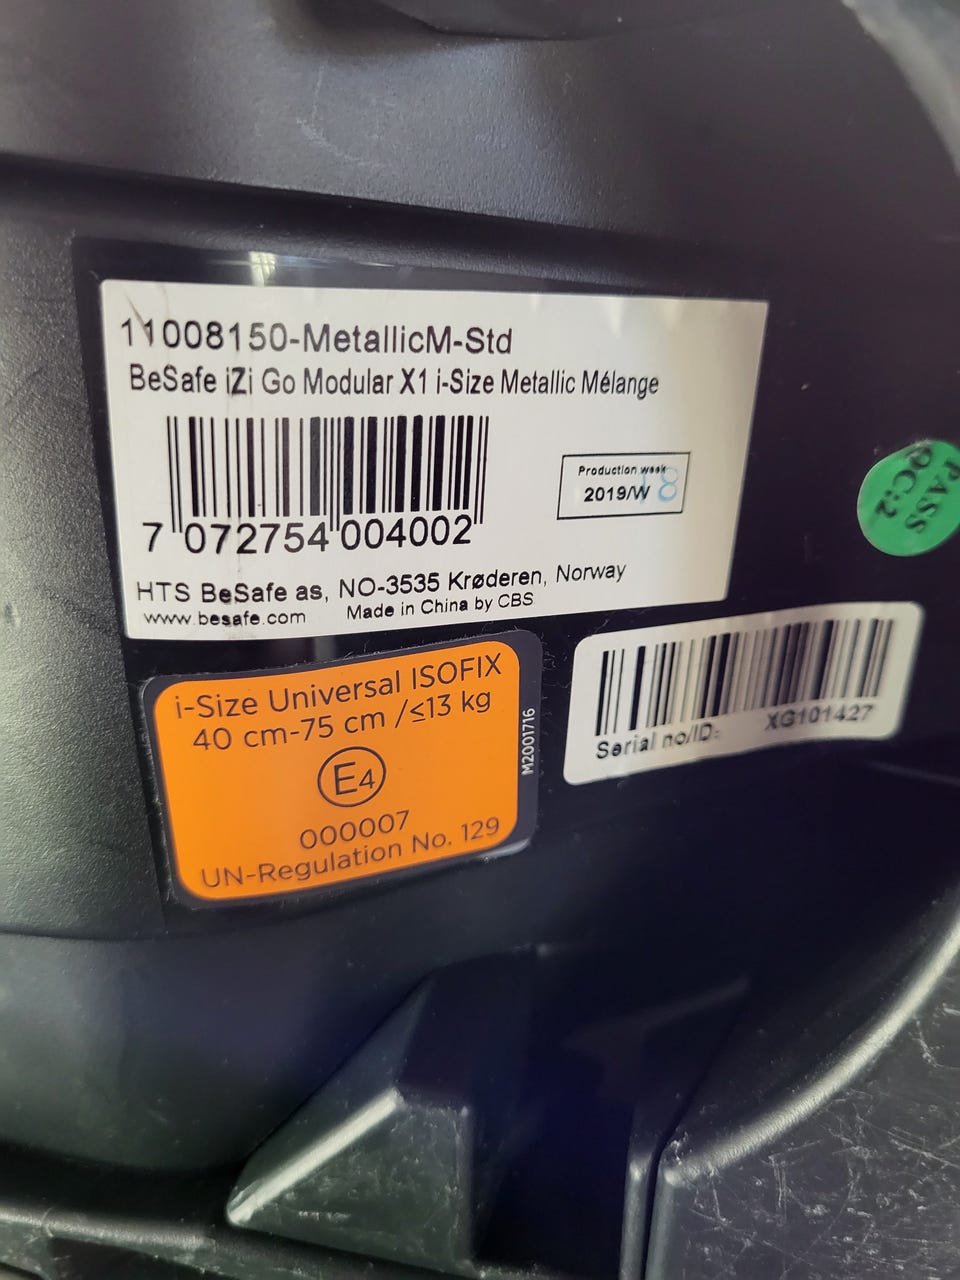 11008150-MetallicM-Std
BeSafe iZi Go Modular X1 i-Size Metallic Mélange
7 072754 004002
Production week
2019/W 18
HTS BeSafe as, NO-3535 Krøderen, Norway
www.besafe.com Made in China by CBS
PASS
QC:2
i-Size Universal ISOFIX
40 cm-75 cm /≤13 kg
E4
000007
UN-Regulation No. 129
M2001716
Serial no/ID: XG101427